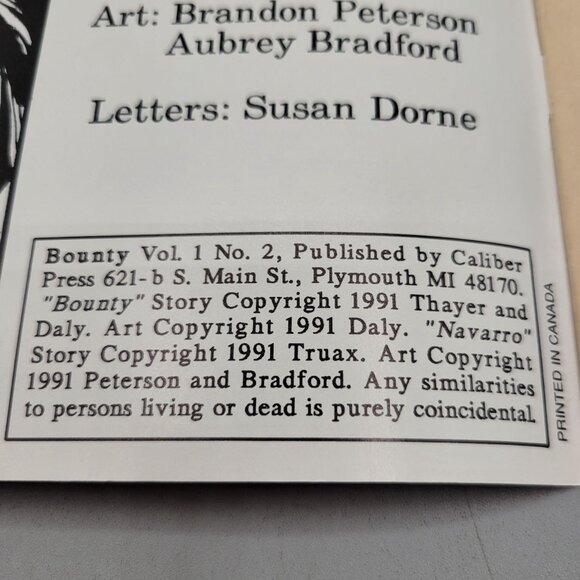 Art: Brandon Peterson
Aubrey Bradford
Letters: Susan Dorne
Bounty Vol. 1 No. 2, Published by Caliber
Press 621-b S. Main St., Plymouth MI 48170.
"Bounty" Story Copyright 1991 Thayer and
Daly. Art Copyright 1991 Daly. "Navarro"
Story Copyright 1991 Truax. Art Copyright
1991 Peterson and Bradford. Any similarities
to persons living or dead is purely coincidental.
PRINTED IN CANADA